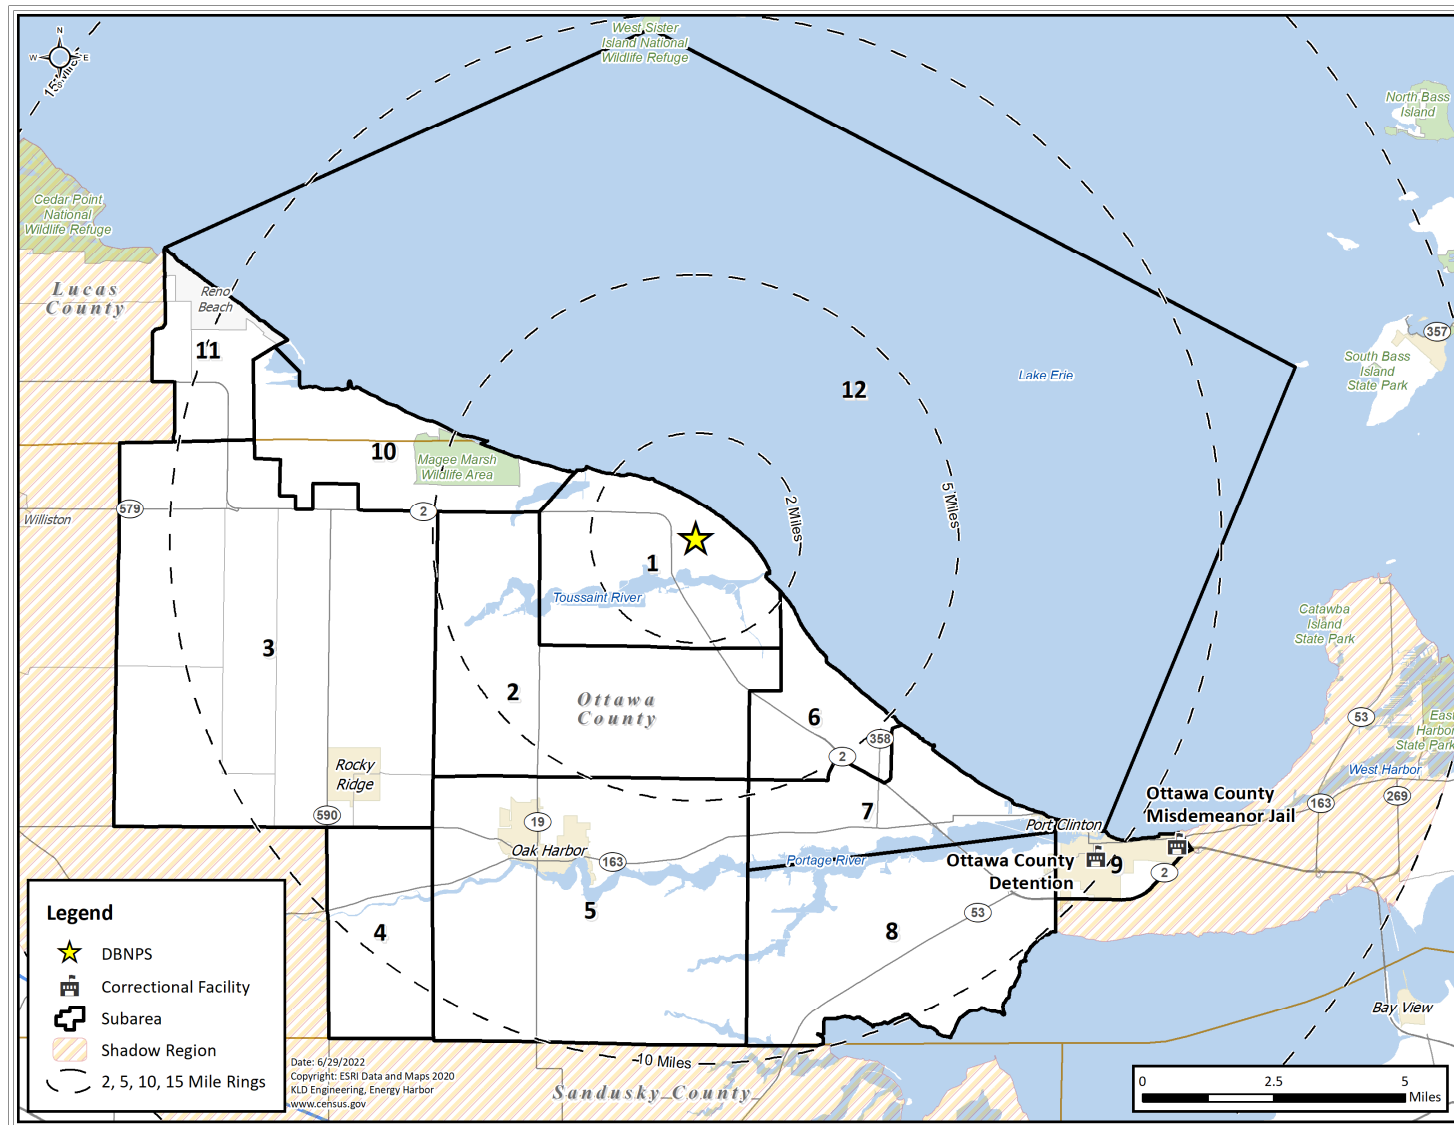 West Sister
Island National
Wildlife Refuge
N
W
E
S
15 Miles
North Bass
Island
Cedar Point
National
Wildlife Refuge
Lucas
County
Reno
Beach
11
12
Lake Erie
357
South Bass
Island
State Park
10
Magee Marsh
Wildlife Area
579
2
Williston
2 Miles
5 Miles
1
Toussaint River
3
2
Ottawa
County
6
358
2
Catawba
Island
State Park
53
East
Harbor
State Park
West Harbor
269
163
Rocky
Ridge
590
19
Oak Harbor
163
7
Port Clinton
Portage River
Ottawa County
Misdemeanor Jail
Ottawa County
Detention
9
2
4
5
8
53
Bay View
10 Miles
Sandusky County
Legend
DBNPS
Correctional Facility
Subarea
Shadow Region
2, 5, 10, 15 Mile Rings
Date: 6/29/2022
Copyright: ESRI Data and Maps 2020
KLD Engineering, Energy Harbor
www.census.gov
0 2.5 5
Miles